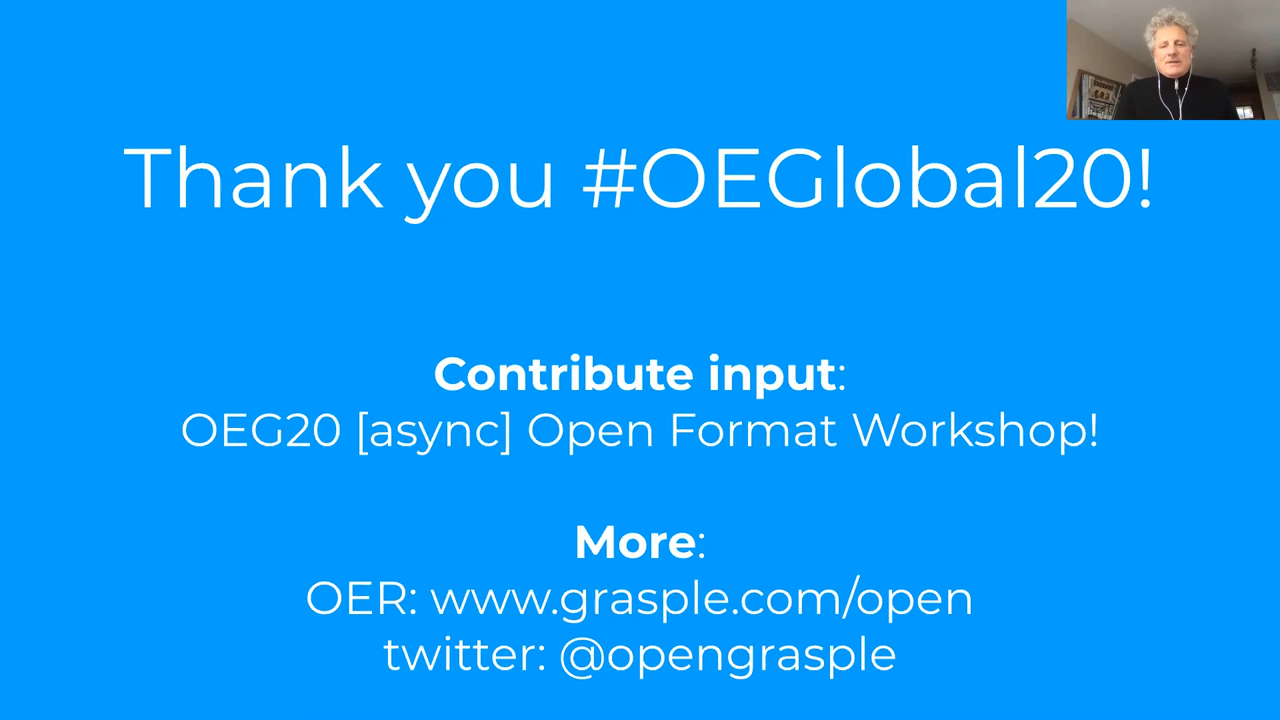 Thank you #OEGlobal20!
Contribute input:
OEG20 [async] Open Format Workshop!
More:
OER: www.grasple.com/open
twitter: @opengrasple